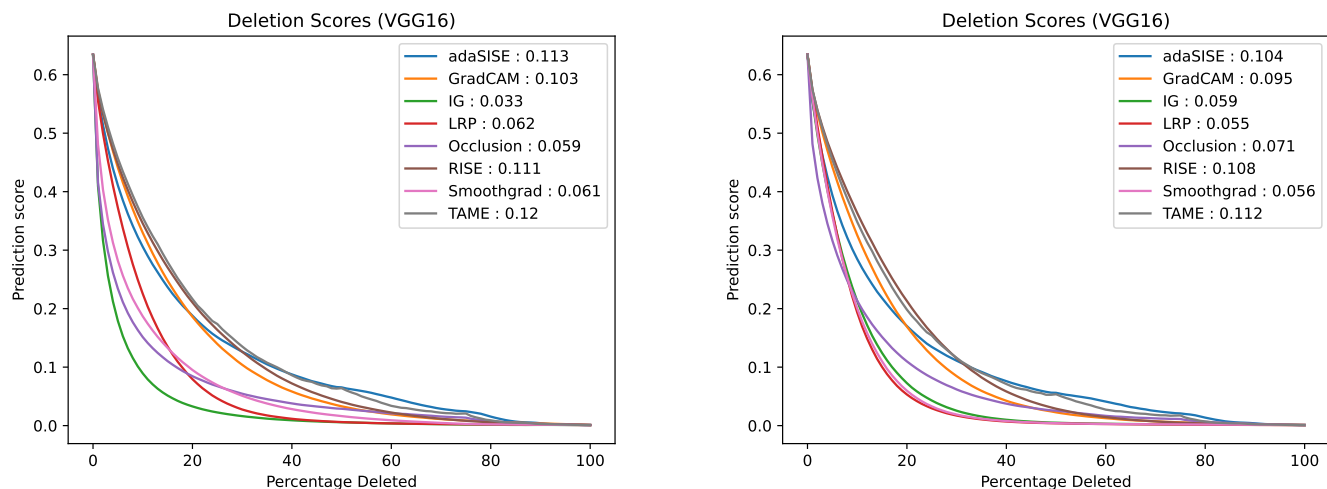 Deletion Scores (VGG16)
Prediction score
0.6
0.5
0.4
0.3
0.2
0.1
0.0
adaSISE : 0.113
GradCAM : 0.103
IG : 0.033
LRP : 0.062
Occlusion : 0.059
RISE : 0.111
Smoothgrad : 0.061
TAME : 0.12
0 20 40 60 80 100
Percentage Deleted
Deletion Scores (VGG16)
Prediction score
0.6
0.5
0.4
0.3
0.2
0.1
0.0
adaSISE : 0.104
GradCAM : 0.095
IG : 0.059
LRP : 0.055
Occlusion : 0.071
RISE : 0.108
Smoothgrad : 0.056
TAME : 0.112
0 20 40 60 80 100
Percentage Deleted